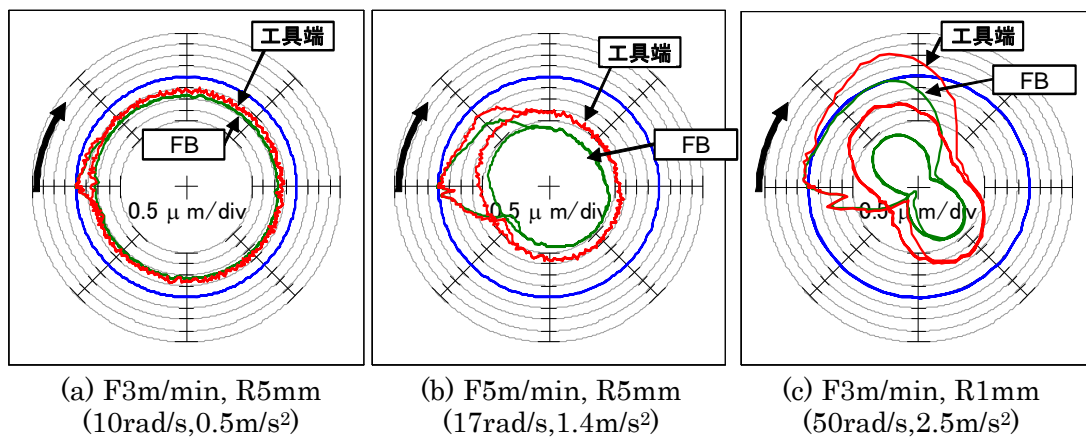 工具端
FB
0.5 μ m/div
(a) F3m/min, R5mm
(10rad/s,0.5m/s²)
工具端
FB
0.5 μ m/div
(b) F5m/min, R5mm
(17rad/s,1.4m/s²)
工具端
FB
0.5 μ m/div
(c) F3m/min, R1mm
(50rad/s,2.5m/s²)